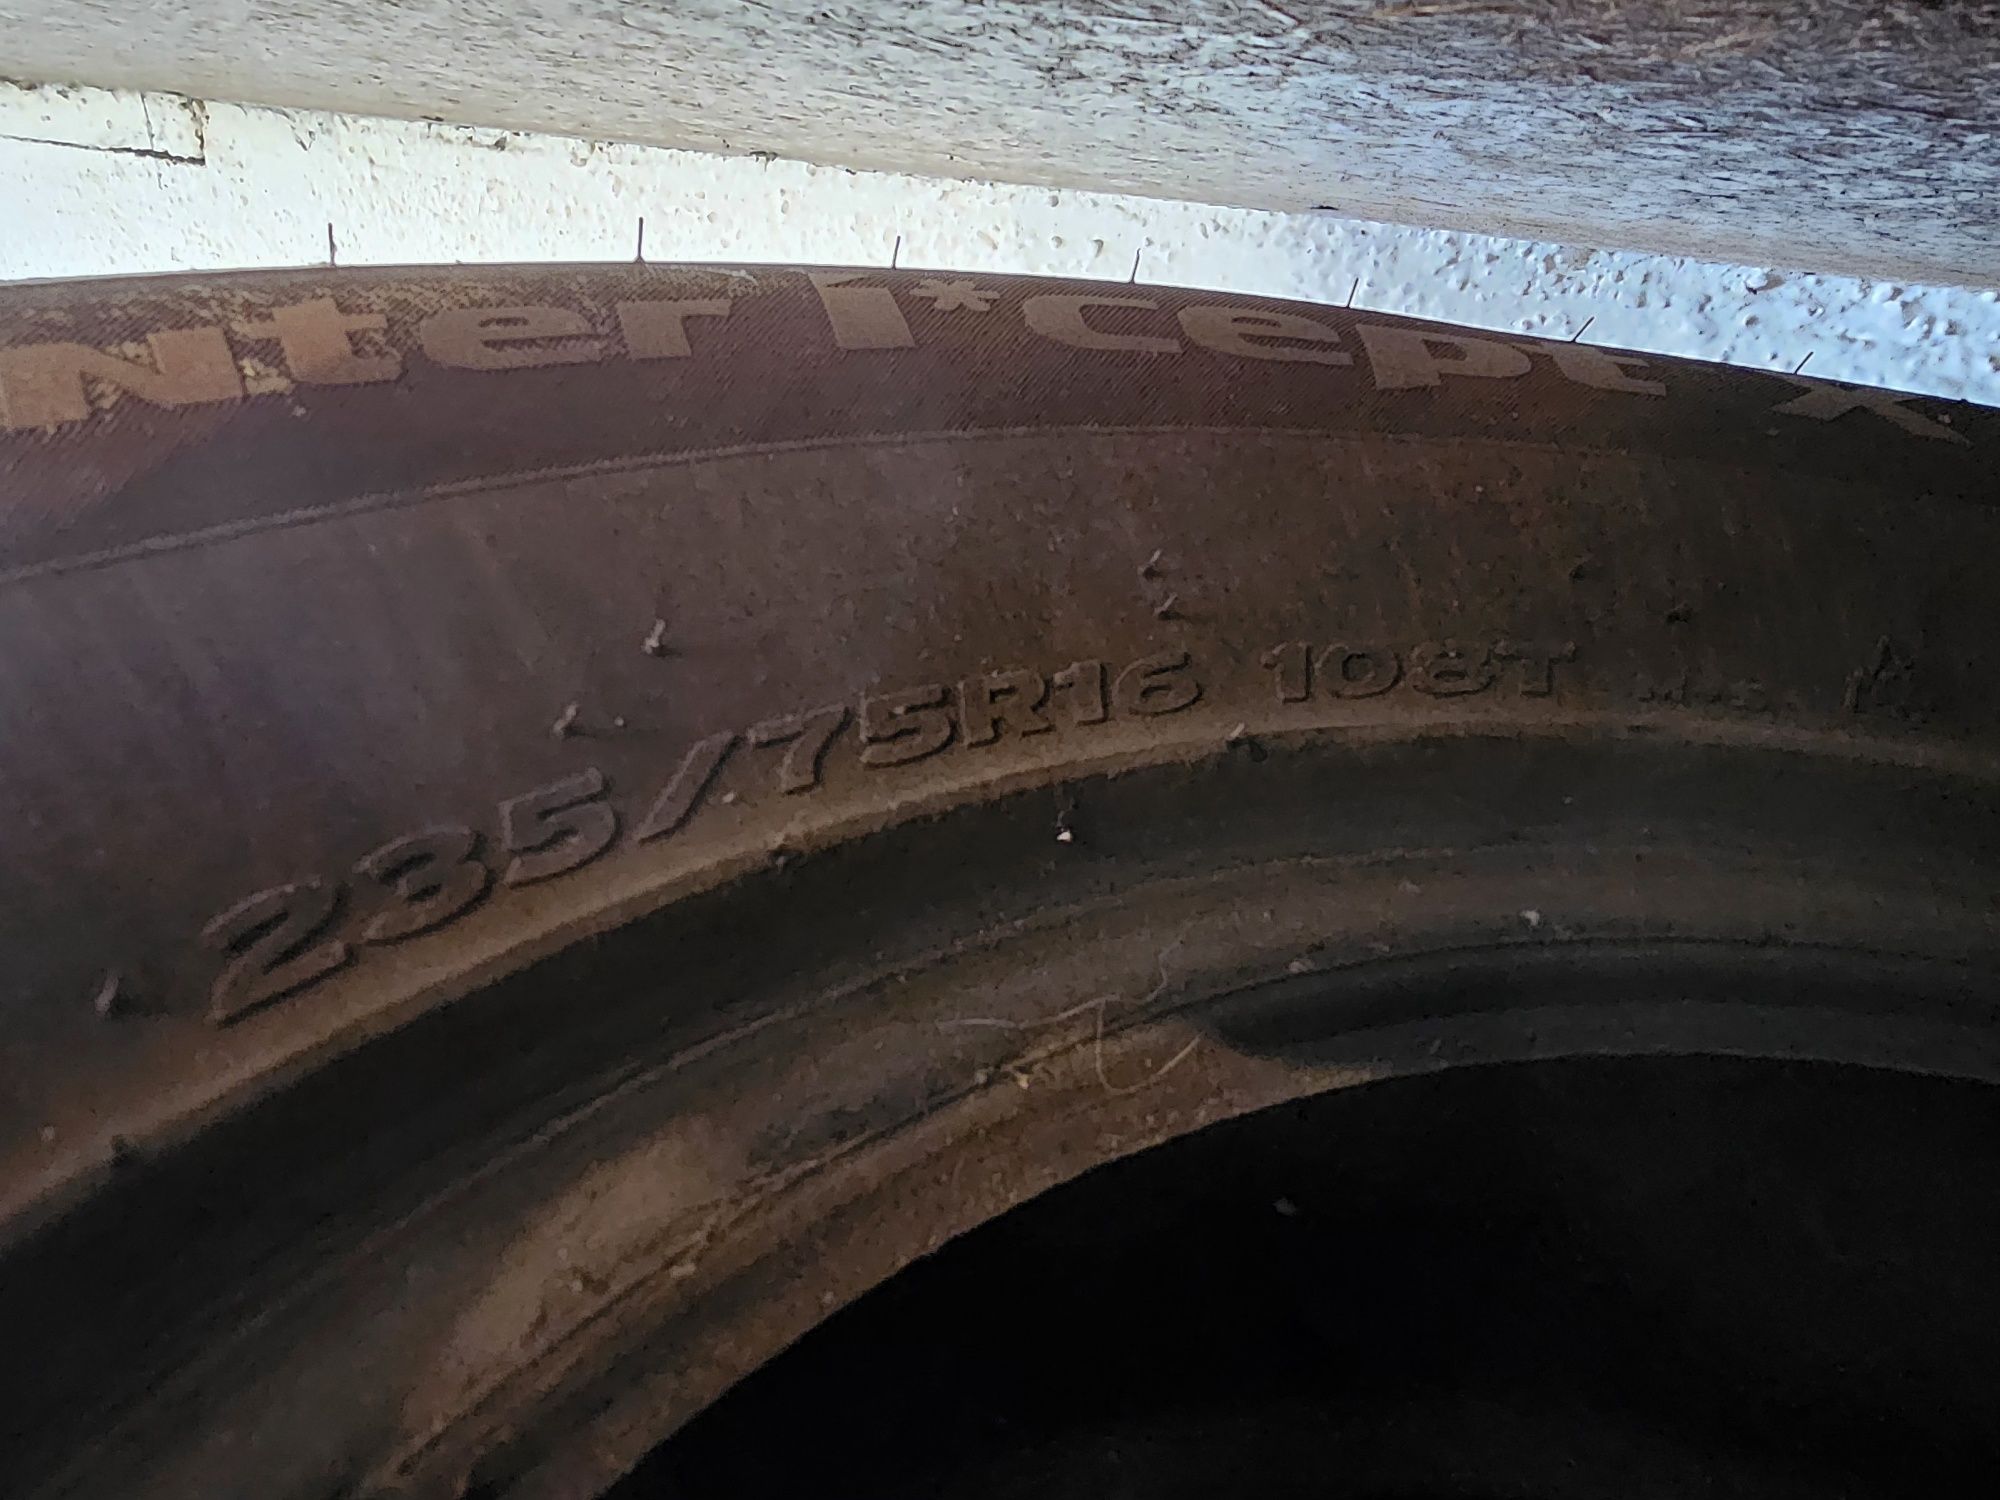 Nter i*cept X
235/75R16 108T M+S